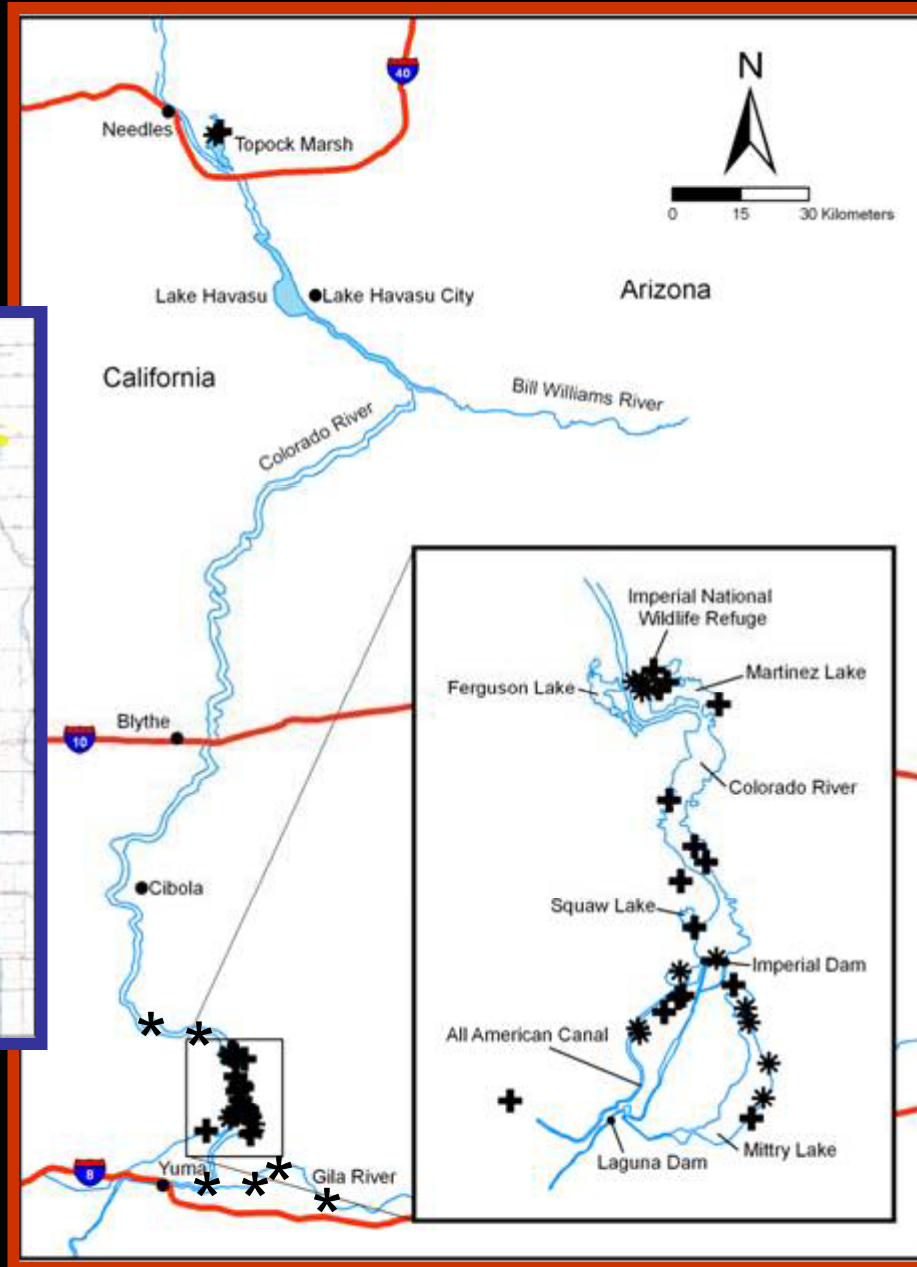 40
N
Needles
Topock Marsh
0 15 30 Kilometers
Lake Havasu
Lake Havasu City
Arizona
California
Bill Williams River
Colorado River
Imperial National
Wildlife Refuge
Martinez Lake
Ferguson Lake
Blythe
10
Colorado River
Cibola
Squaw Lake
Imperial Dam
All American Canal
Mittry Lake
Laguna Dam
Yuma
8
Gila River